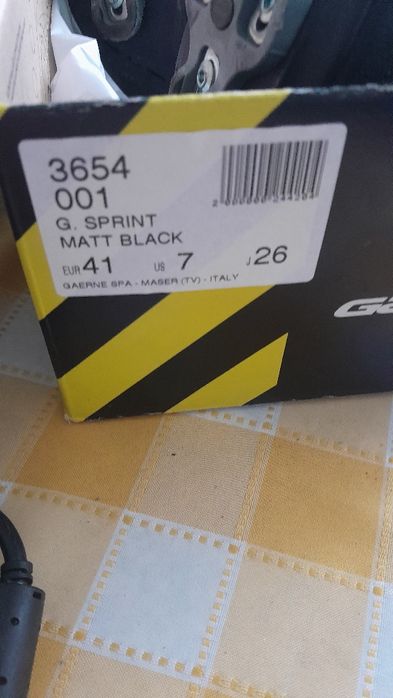 3654
001
G. SPRINT
MATT BLACK
EUR 41 US 7 J 26
GAERNE SPA - MASER (TV) - ITALY